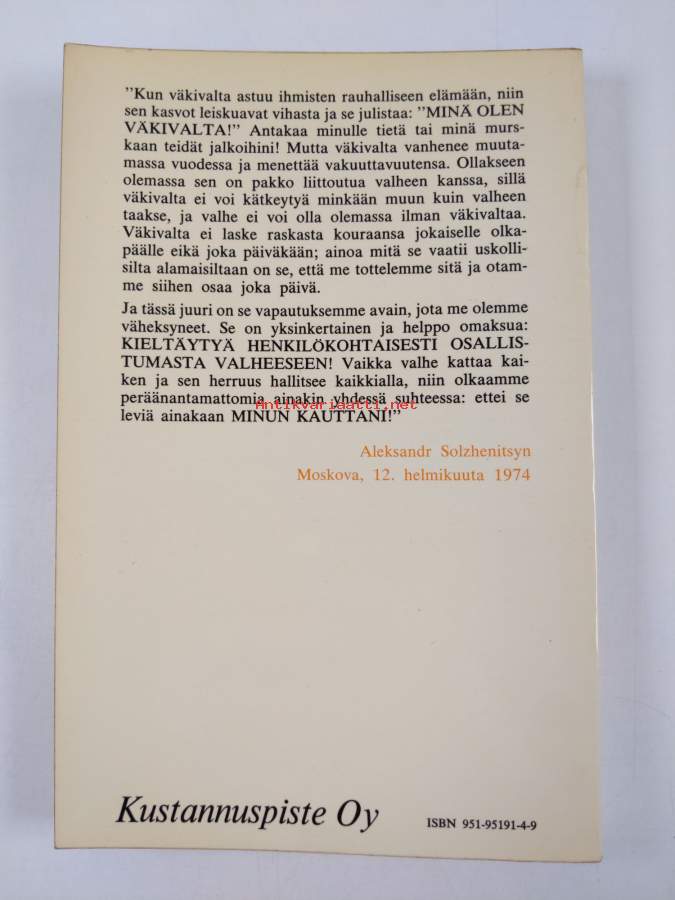 "Kun väkivalta astuu ihmisten rauhalliseen elämään, niin
sen kasvot leiskuavat vihasta ja se julistaa: "MINÄ OLEN
VÄKIVALTA!" Antakaa minulle tietä tai minä murs-
kaan teidät jalkoihini! Mutta väkivalta vanhenee muuta-
massa vuodessa ja menettää vakuuttavuutensa. Ollakseen
olemassa sen on pakko liittoutua valheen kanssa, sillä
väkivalta ei voi kätkeytyä minkään muun kuin valheen
taakse, ja valhe ei voi olla olemassa ilman väkivaltaa.
Väkivalta ei laske raskasta kouraansa jokaiselle olka-
päälle eikä joka päiväkään; ainoa mitä se vaatii uskolli-
silta alamaisiltaan on se, että me tottelemme sitä ja otam-
me siihen osaa joka päivä.
Ja tässä juuri on se vapautuksemme avain, jota me olemme
väheksyneet. Se on yksinkertainen ja helppo omaksua:
KIELTÄYTYÄ HENKILÖKOHTAISESTI OSALLIS-
TUMASTA VALHEESEEN! Vaikka valhe kattaa kai-
ken ja sen herruus hallitsee kaikkialla, niin olkaamme
peräänantamattomia ainakin yhdessä suhteessa: ettei se
Antikvariaatti.net
leviä ainakaan MINUN KAUTTANI!"
Aleksandr Solzhenitsyn
Moskova, 12. helmikuuta 1974
Kustannuspiste Oy
ISBN 951-95191-4-9